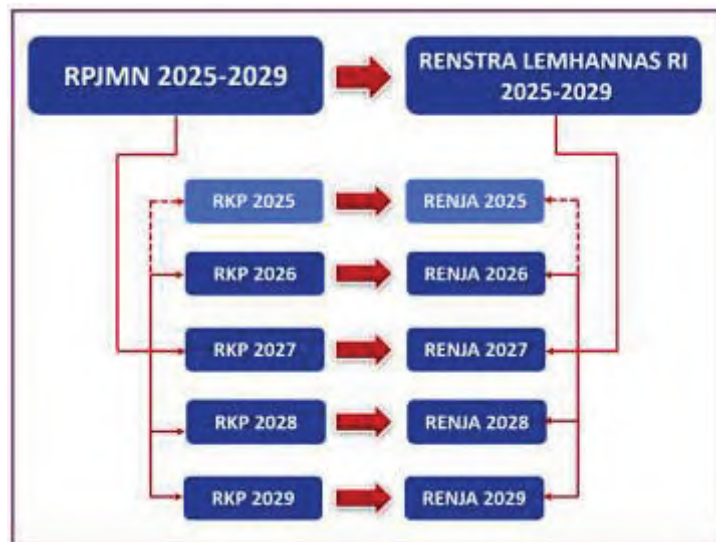 RPJMN 2025-2029
RENSTRA LEMHANNAS RI
2025-2029
RKP 2025
RENJA 2025
RKP 2026
RENJA 2026
RKP 2027
RENJA 2027
RKP 2028
RENJA 2028
RKP 2029
RENJA 2029